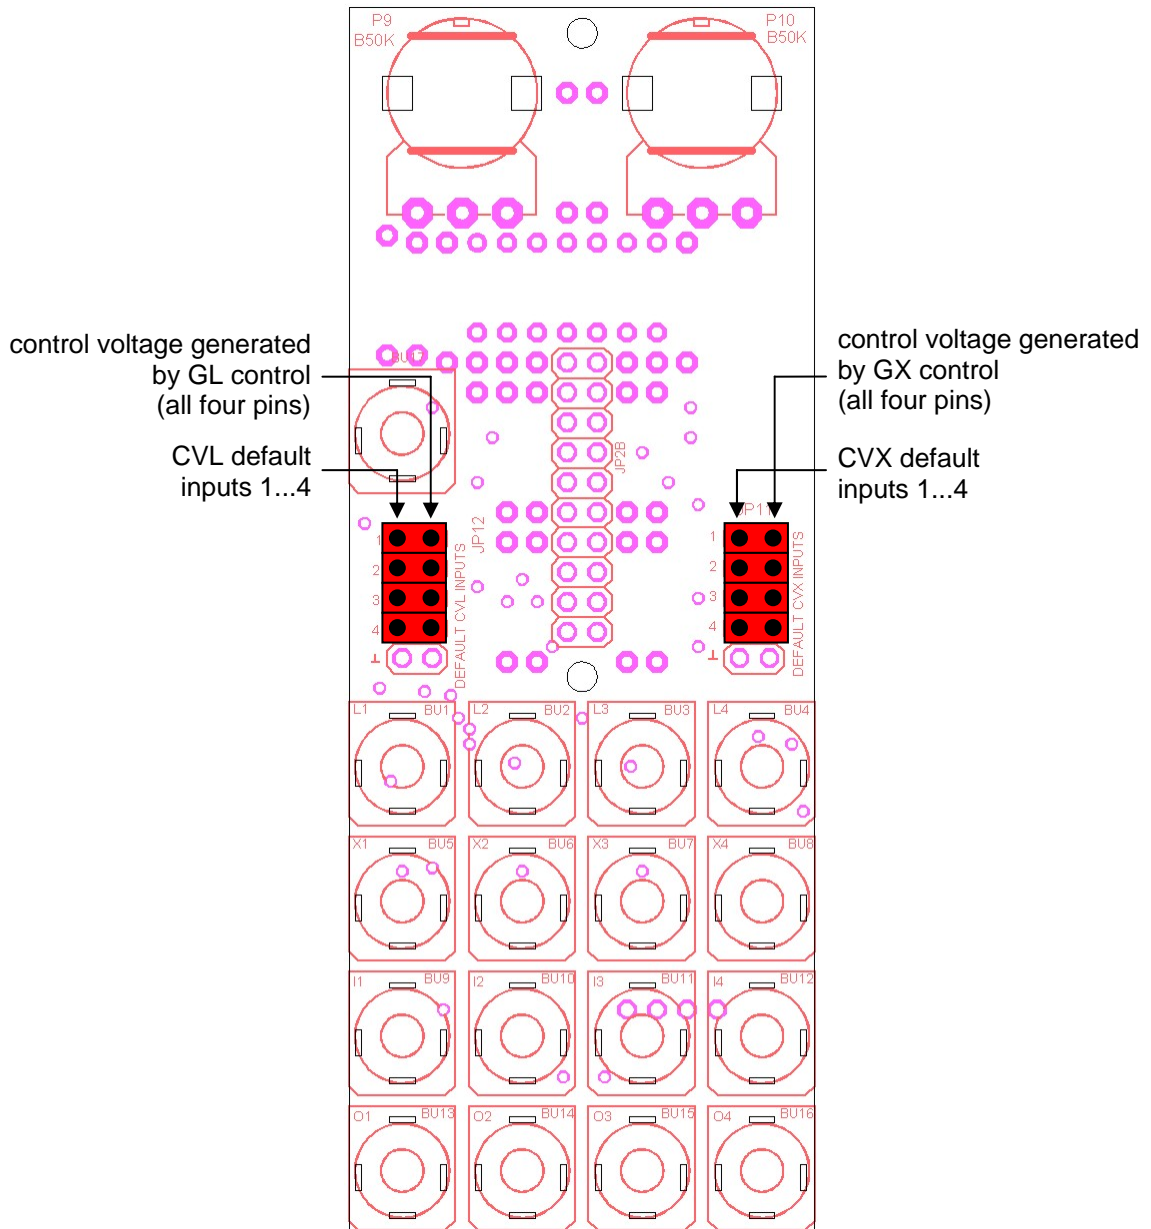 P9
B50K
P10
B50K
control voltage generated
by GL control
(all four pins)
CVL default
inputs 1...4
control voltage generated
by GX control
(all four pins)
CVX default
inputs 1...4
BU17
JP2B
JP12
JP11
1
2
3
4
⊥
DEFAULT CVL INPUTS
1
2
3
4
⊥
DEFAULT CVX INPUTS
L1 BU1
L2 BU2
L3 BU3
L4 BU4
X1 BU5
X2 BU6
X3 BU7
X4 BU8
I1 BU9
I2 BU10
I3 BU11
I4 BU12
O1 BU13
O2 BU14
O3 BU15
O4 BU16